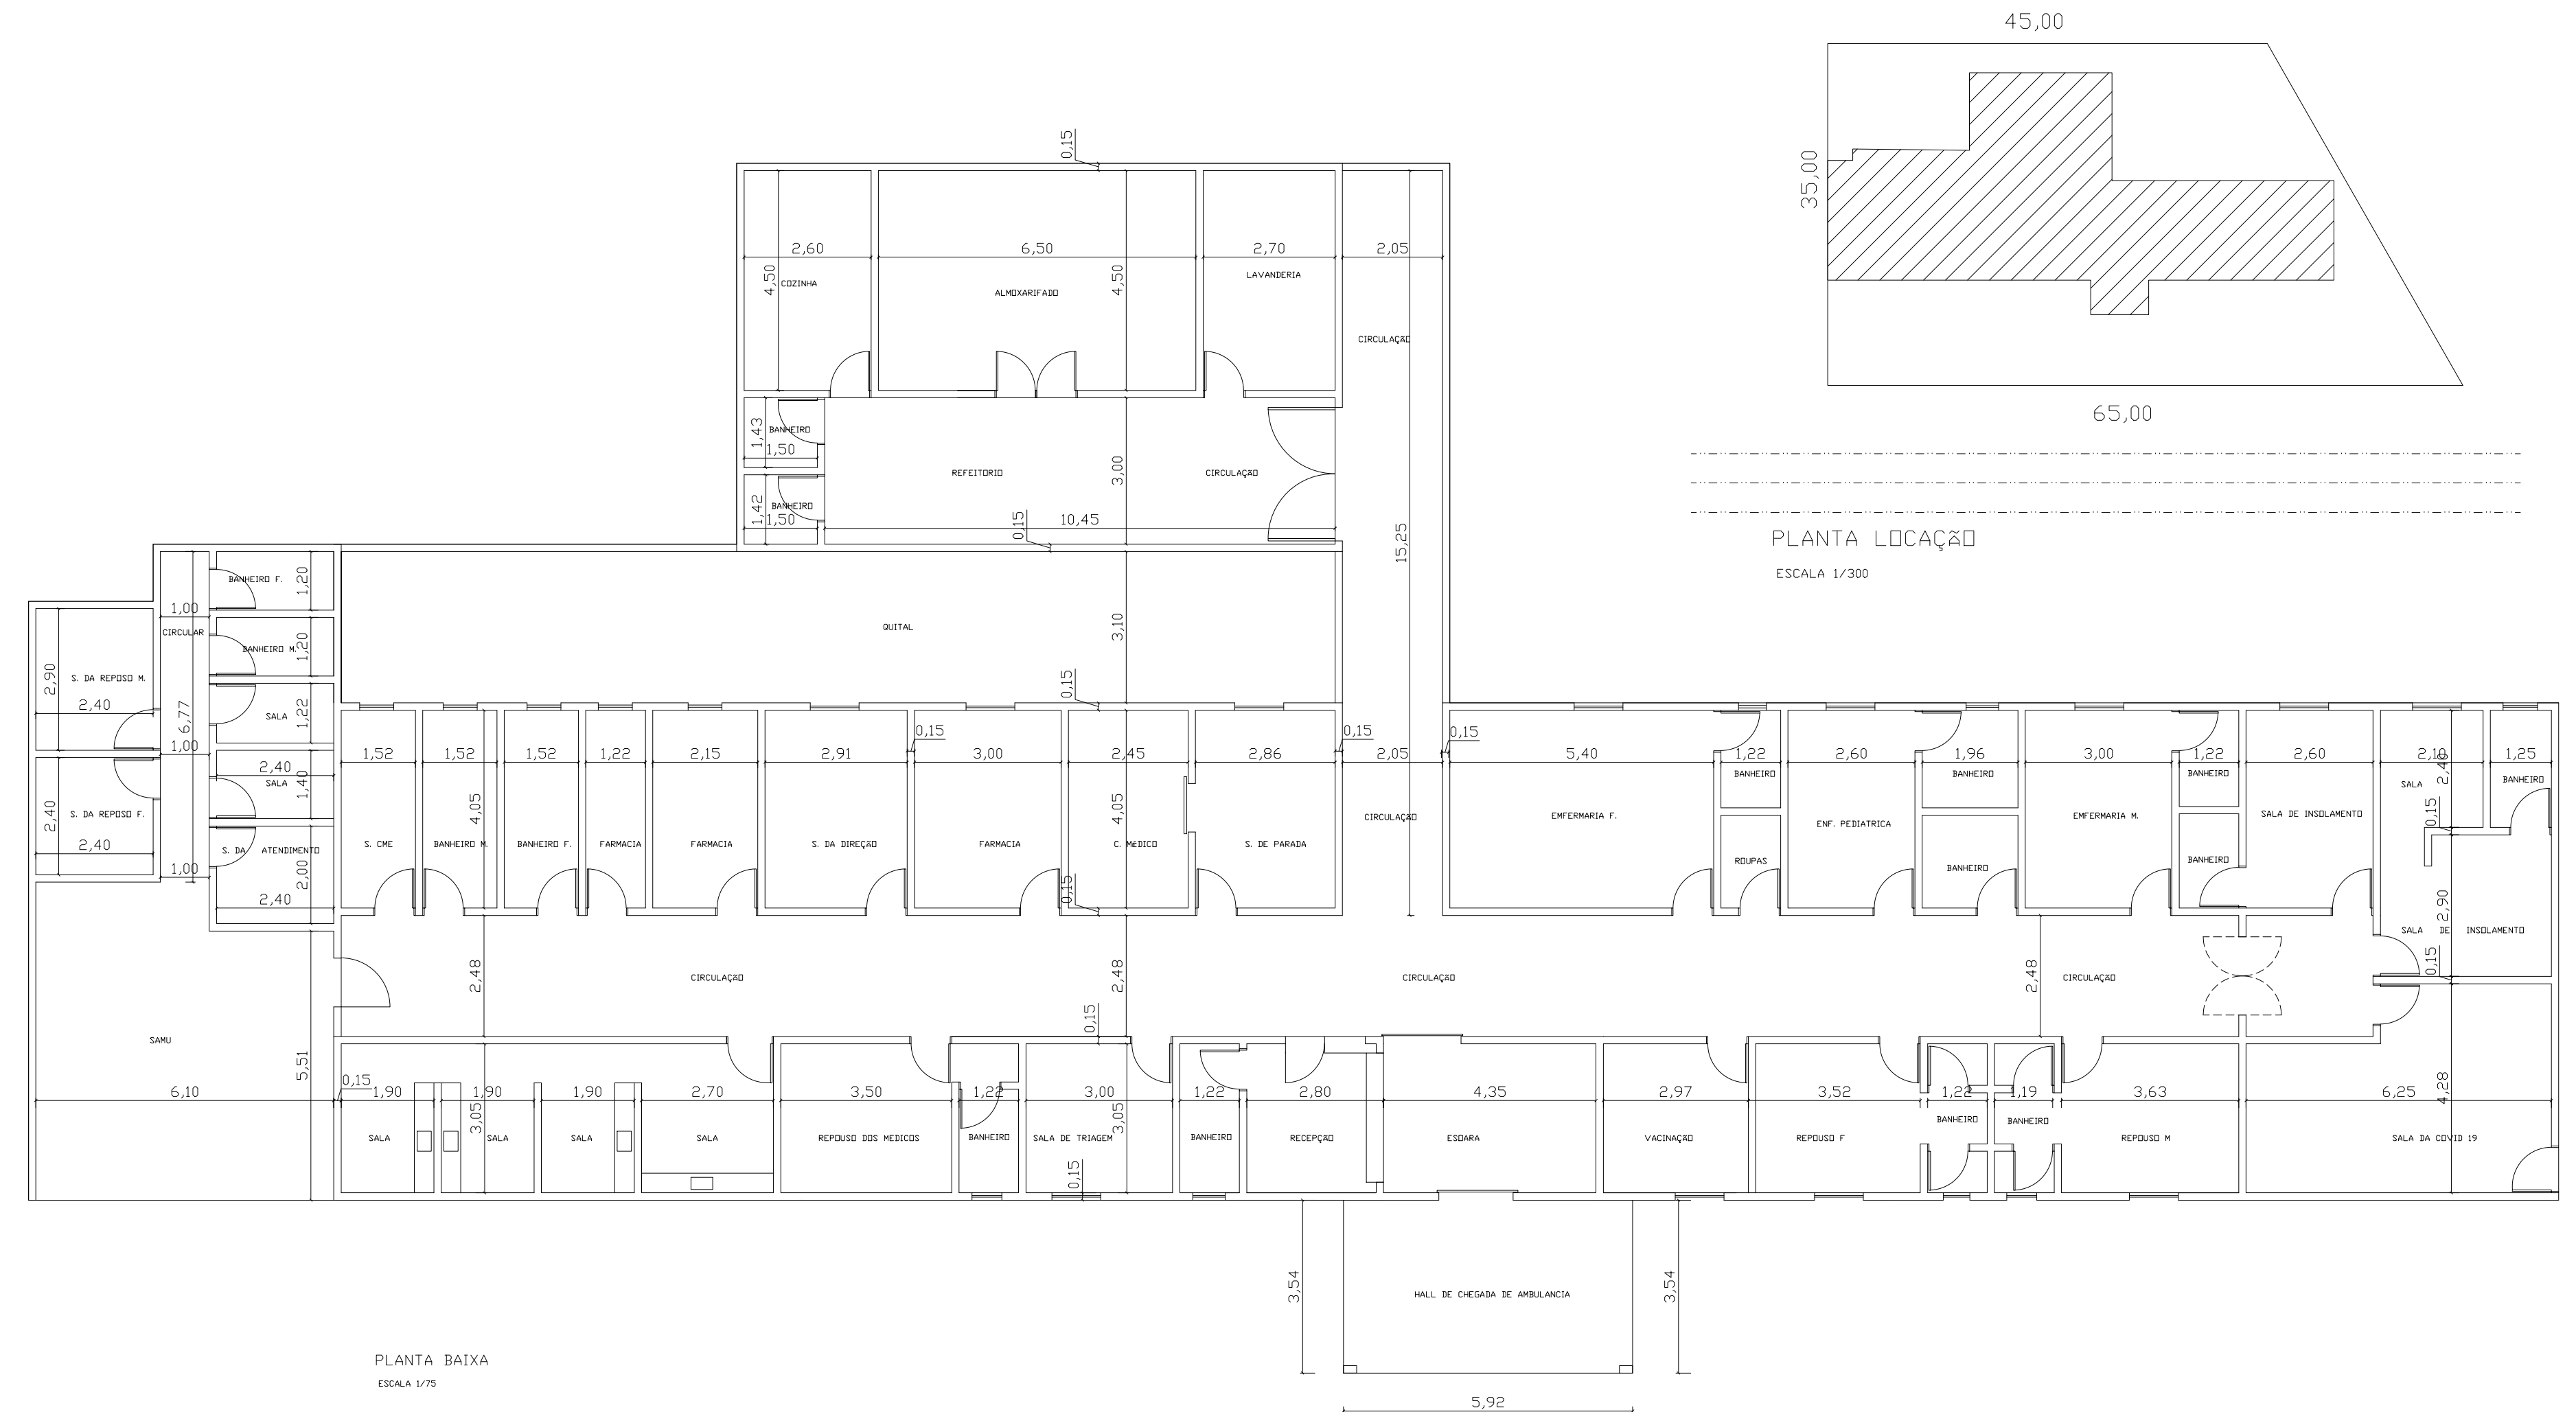 45,00
35,00
65,00
PLANTA LOCAÇÃO
ESCALA 1/300
0,15
2,60
6,50
2,70
2,05
4,50
COZINHA
ALMOXARIFADO
4,50
LAVANDERIA
CIRCULAÇÃO
1,43
BANHEIRO
1,50
REFEITORIO
3,00
CIRCULAÇÃO
1,42
BANHEIRO
1,50
0,15
10,45
15,25
BANHEIRO F.
1,20
1,00
CIRCULAR
BANHEIRO M.
1,20
QUITAL
3,10
2,90
S. DA REPOSO M.
2,40
6,77
SALA
1,22
0,15
1,00
2,40
SALA
1,40
2,40
S. DA REPOSO F.
2,40
1,00
S. DA ATENDIMENTO
2,00
2,40
1,52
1,52
1,52
1,22
2,15
2,91
0,15
3,00
2,45
2,86
0,15
2,05
0,15
5,40
1,22
2,60
1,96
3,00
1,22
2,60
2,10
1,25
4,05
4,05
S. CME
BANHEIRO M.
BANHEIRO F.
FARMACIA
FARMACIA
S. DA DIREÇÃO
FARMACIA
C. MÉDICO
S. DE PARADA
CIRCULAÇÃO
0,15
EMFERMARIA F.
BANHEIRO
ROUPAS
ENF. PEDIATRICA
BANHEIRO
BANHEIRO
EMFERMARIA M.
BANHEIRO
BANHEIRO
SALA DE INSOLAMENTO
SALA
2,40
BANHEIRO
0,15
2,90
SALA DE INSOLAMENTO
0,15
2,48
CIRCULAÇÃO
2,48
CIRCULAÇÃO
2,48
CIRCULAÇÃO
SAMU
5,51
6,10
0,15
0,15
1,90
1,90
1,90
2,70
3,50
1,22
3,00
1,22
2,80
4,35
2,97
3,52
1,22
1,19
3,63
6,25
4,28
3,05
3,05
SALA
SALA
SALA
SALA
REPOUSO DOS MEDICOS
BANHEIRO
SALA DE TRIAGEM
BANHEIRO
RECEPÇÃO
ESOARA
VACINAÇÃO
REPOUSO F
BANHEIRO
BANHEIRO
REPOUSO M
SALA DA COVID 19
0,15
3,54
HALL DE CHEGADA DE AMBULANCIA
3,54
5,92
PLANTA BAIXA
ESCALA 1/75